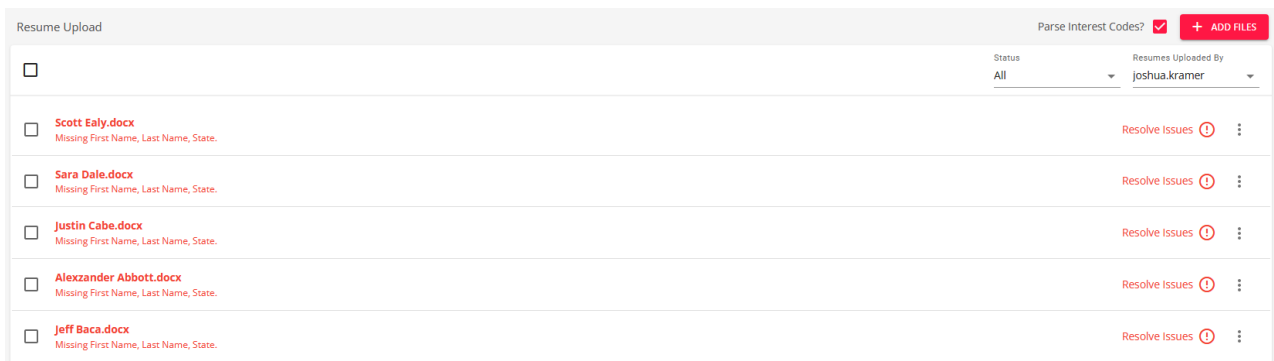 Resume Upload
Parse Interest Codes?
+ ADD FILES
Status
All
Resumes Uploaded By
joshua.kramer
Scott Ealy.docx
Missing First Name, Last Name, State.
Resolve Issues
Sara Dale.docx
Missing First Name, Last Name, State.
Resolve Issues
Justin Cabe.docx
Missing First Name, Last Name, State.
Resolve Issues
Alexzander Abbott.docx
Missing First Name, Last Name, State.
Resolve Issues
Jeff Baca.docx
Missing First Name, Last Name, State.
Resolve Issues